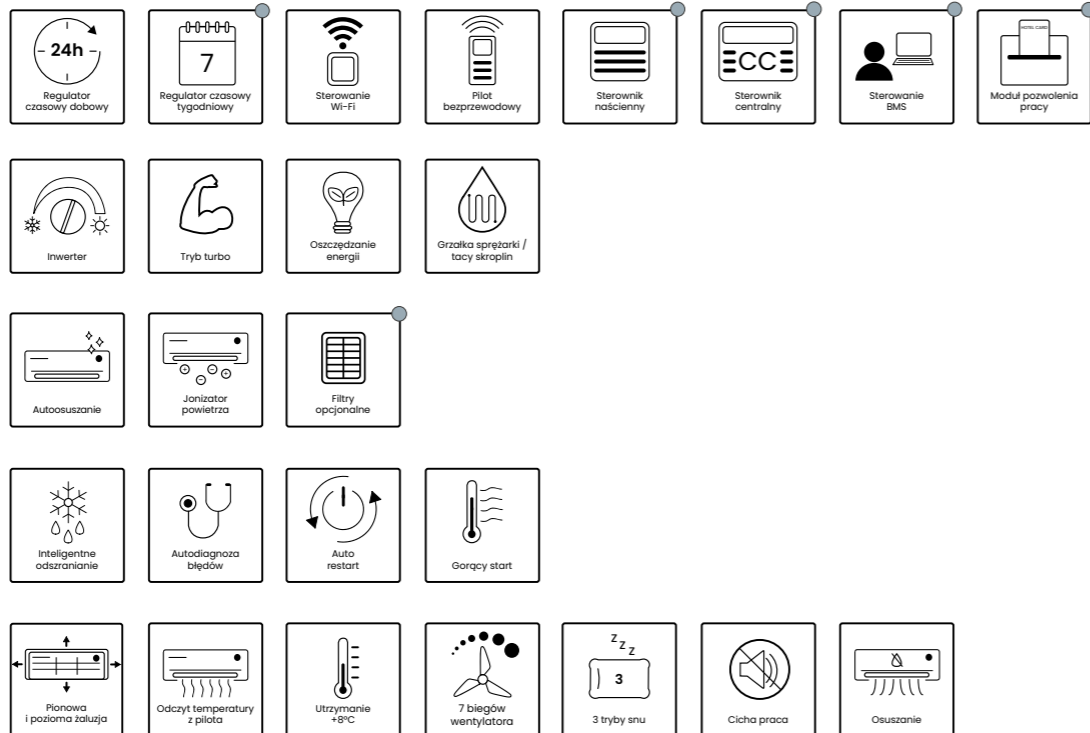 24h
Regulator
czasowy dobowy
7
Regulator czasowy
tygodniowy
Sterowanie
Wi-Fi
Pilot
bezprzewodowy
Sterownik
naścienny
CC
Sterownik
centralny
Sterowanie
BMS
HOTEL CARD
Moduł pozwolenia
pracy
Inwerter
Tryb turbo
Oszczędzanie
energii
Grzałka sprężarki /
tacy skroplin
Autoosuszanie
Jonizator
powietrza
Filtry
opcjonalne
Inteligentne
odszranianie
Autodiagnoza
błędów
Auto
restart
Gorący start
Pionowa
i pozioma żaluzja
Odczyt temperatury
z pilota
Utrzymanie
+8°C
7 biegów
wentylatora
z z z
3
3 tryby snu
Cicha praca
Osuszanie